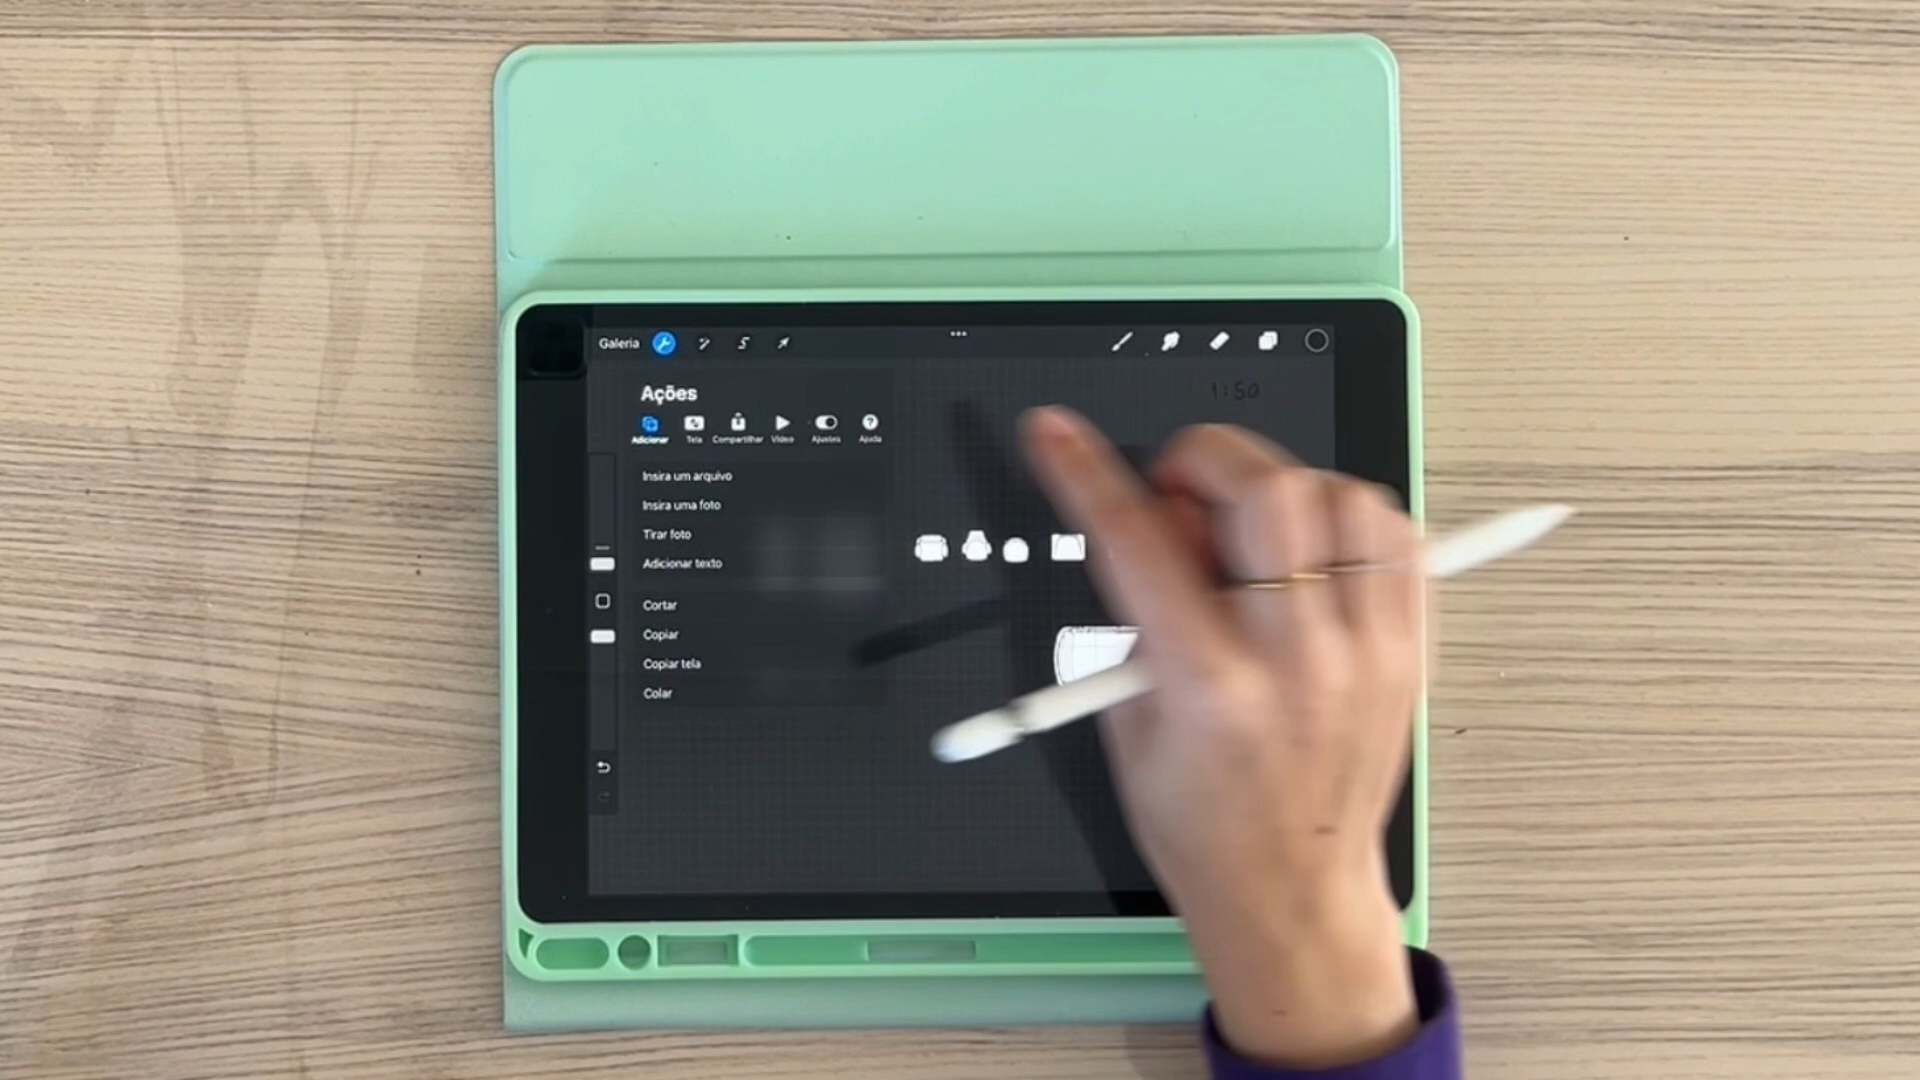 Galeria
1:50
Ações
Adicionar Tela Compartilhar Vídeo Ajustes Ajuda
Insira um arquivo
Insira uma foto
Tirar foto
Adicionar texto
Cortar
Copiar
Copiar tela
Colar